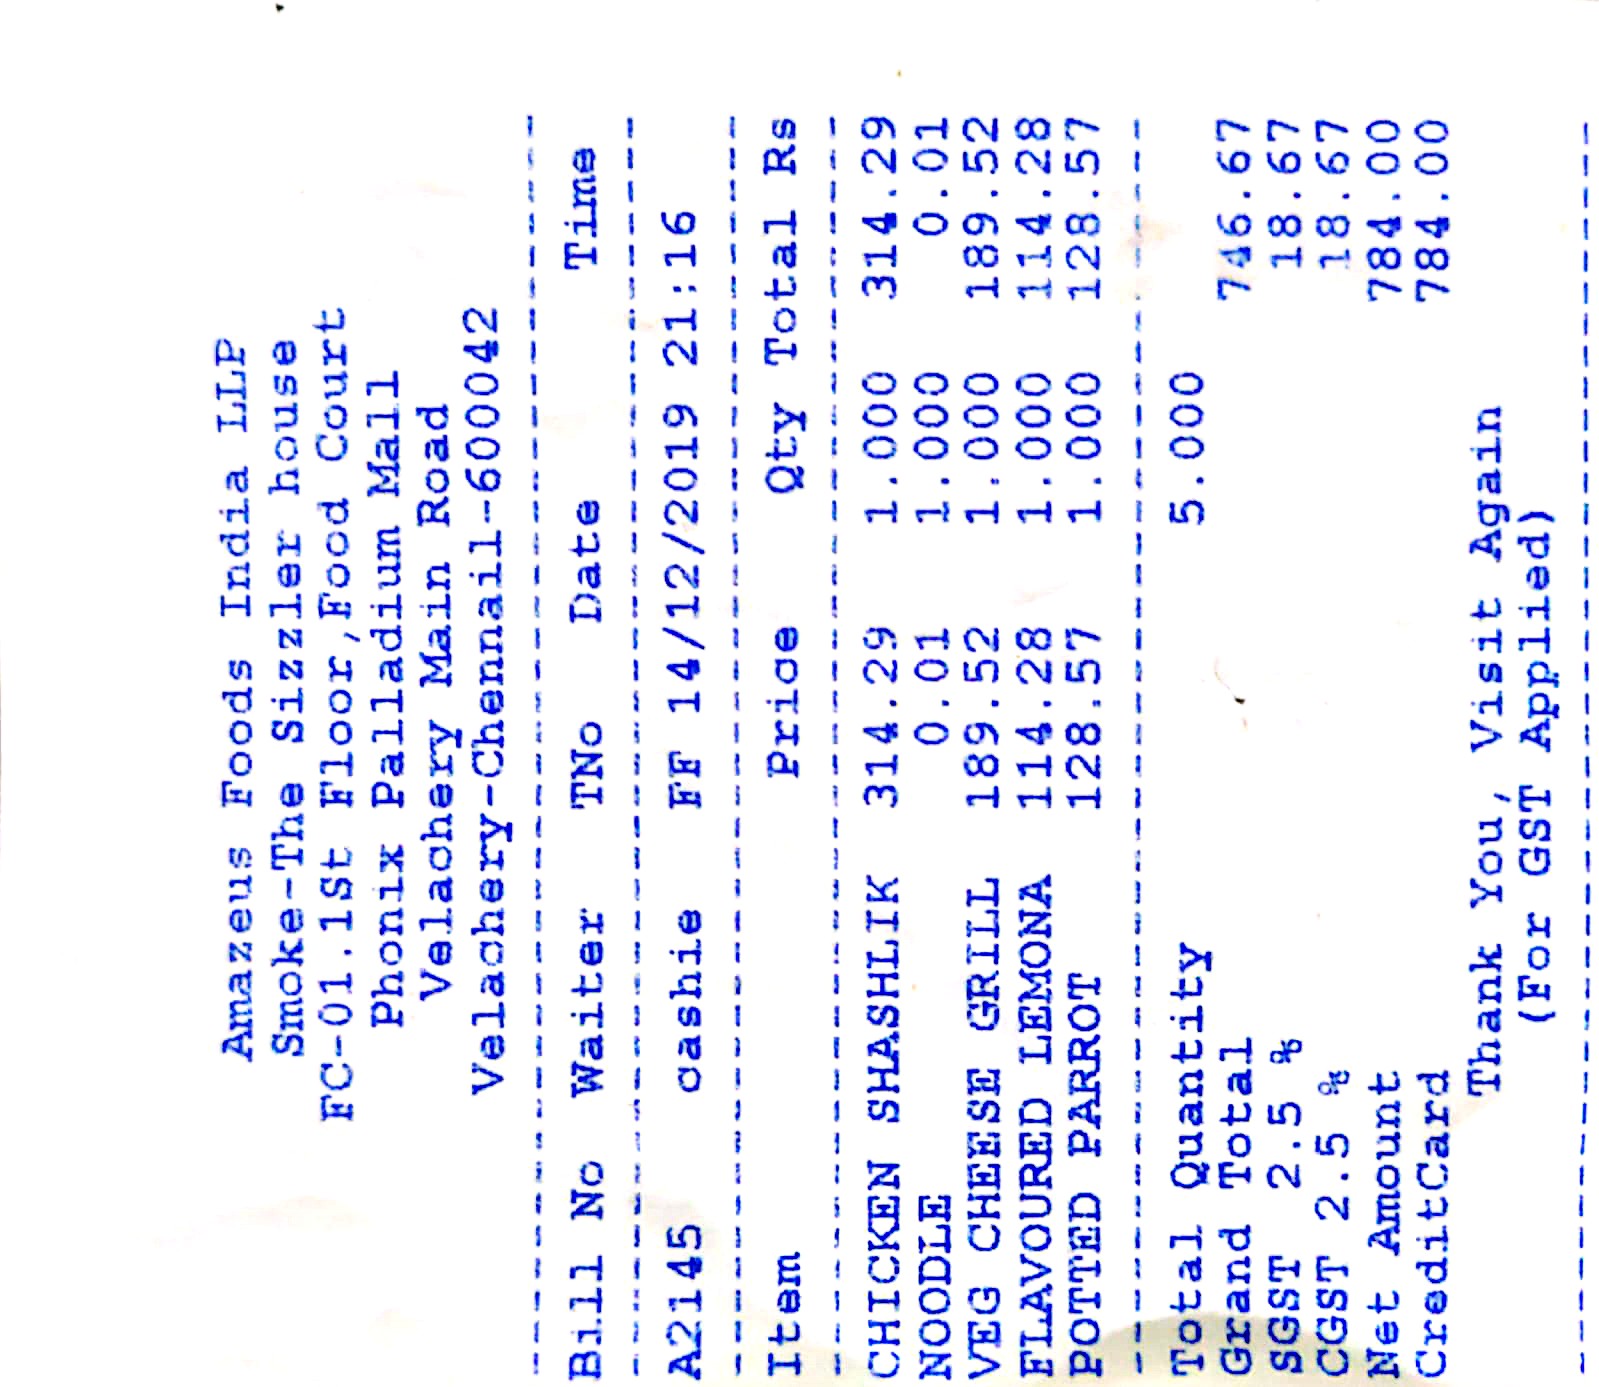 Amazeus Foods India LLP
Smoke-The Sizzler house
FC-01.1St Floor,Food Court
Phonix Palladium Mall
Velachery Main Road
Velachery-Chennail-600042
Bill No Waiter TNo Date Time
A2145 cashie FF 14/12/2019 21:16
Item Price Qty Total Rs
CHICKEN SHASHLIK 314.29 1.000 314.29
NOODLE 0.01 1.000 0.01
VEG CHEESE GRILL 189.52 1.000 189.52
FLAVOURED LEMONA 114.28 1.000 114.28
POTTED PARROT 128.57 1.000 128.57
Total Quantity 5.000
Grand Total 746.67
SGST 2.5 % 18.67
CGST 2.5 % 18.67
Net Amount 784.00
CreditCard 784.00
Thank You, Visit Again
(For GST Applied)